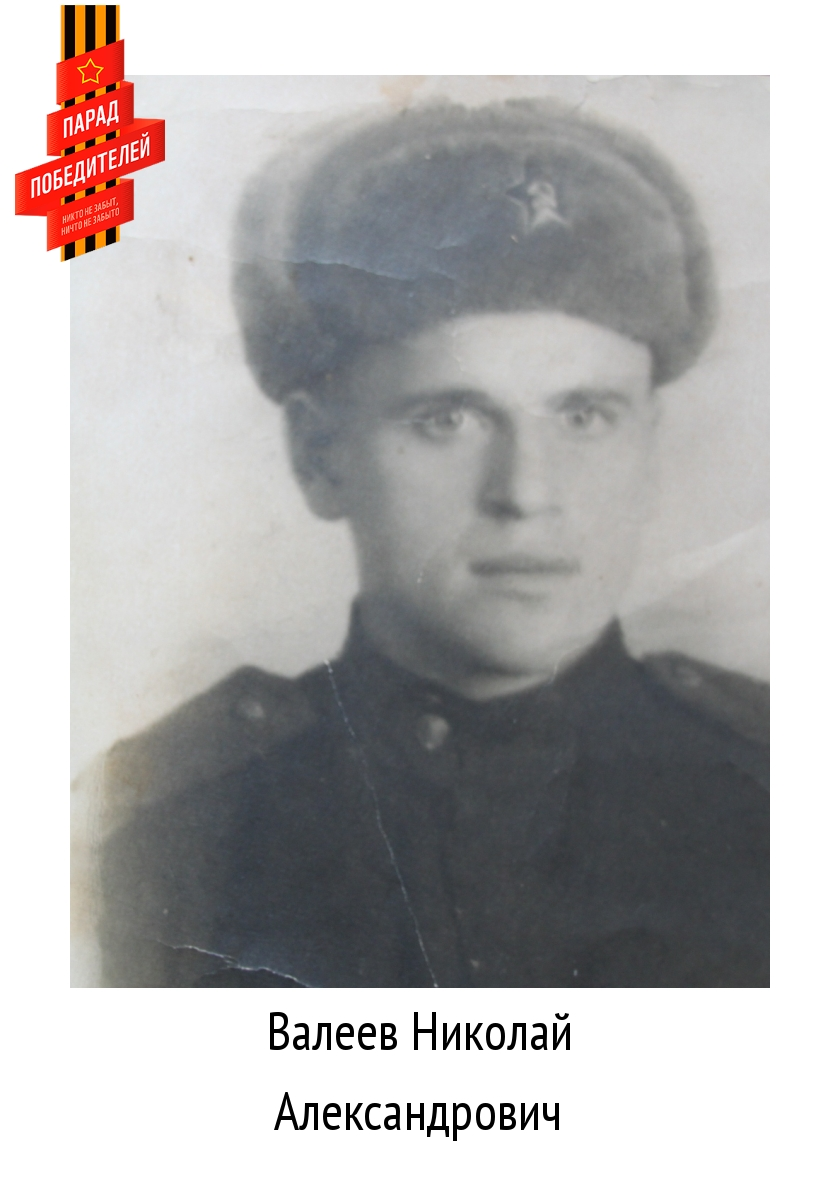 ПАРАД
ПОБЕДИТЕЛЕЙ
НИКТО НЕ ЗАБЫТ,
НИЧТО НЕ ЗАБЫТО
Валеев Николай
Александрович